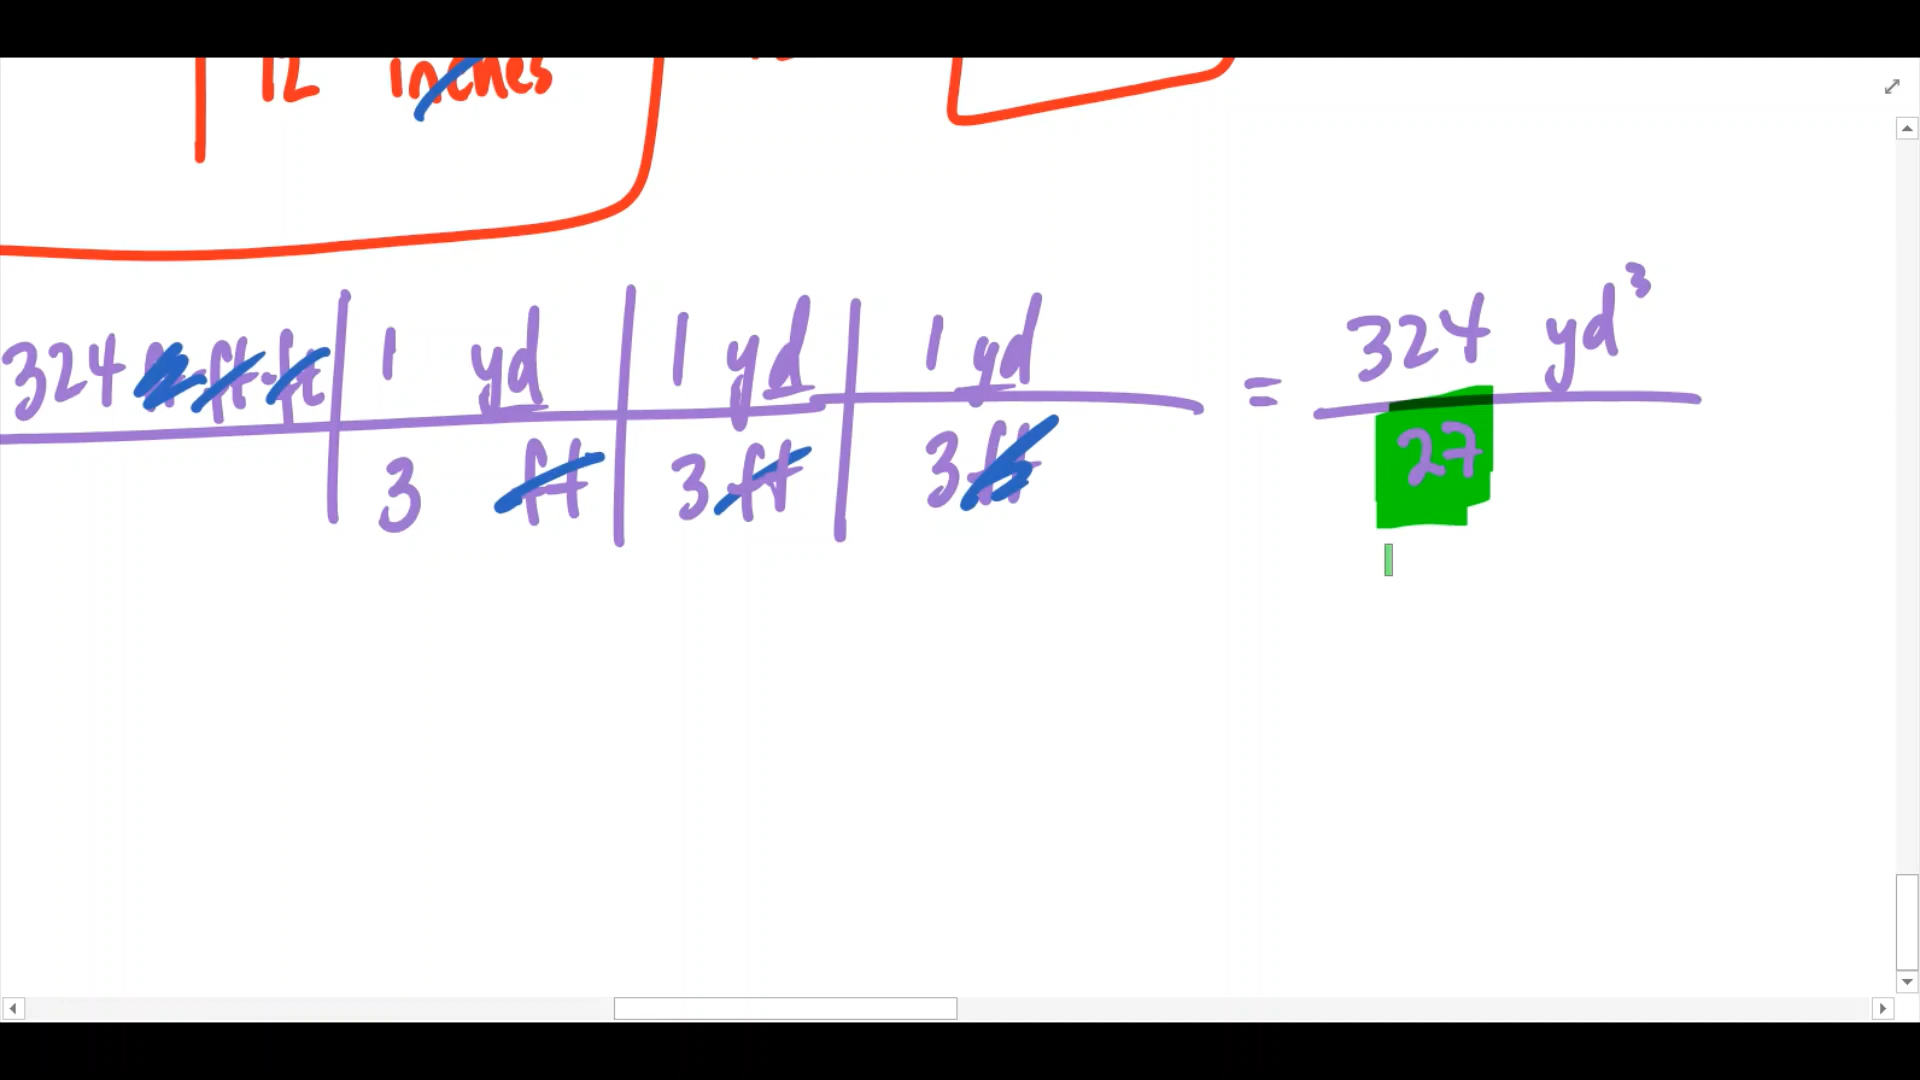 12 inches
324 ft·ft·ft 1 yd 1 yd 1 yd = 324 yd³
3 ft 3 ft 3 ft 27